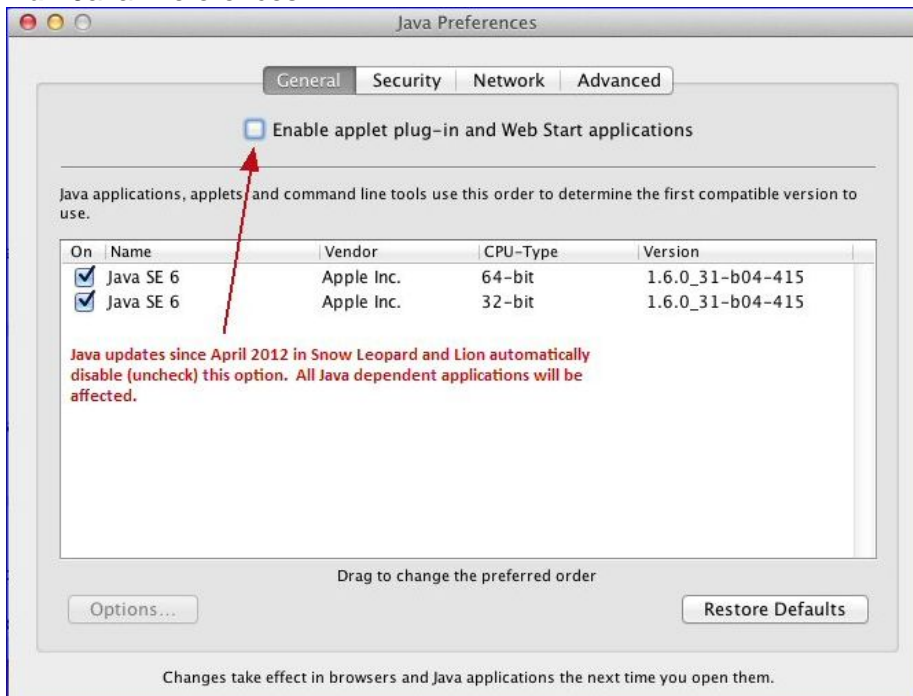 Java Preferences
General Security Network Advanced
Enable applet plug-in and Web Start applications
Java applications, applets, and command line tools use this order to determine the first compatible version to
use.
On Name Vendor CPU-Type Version
Java SE 6 Apple Inc. 64-bit 1.6.0_31-b04-415
Java SE 6 Apple Inc. 32-bit 1.6.0_31-b04-415
Java updates since April 2012 in Snow Leopard and Lion automatically
disable (uncheck) this option. All Java dependent applications will be
affected.
Drag to change the preferred order
Options... Restore Defaults
Changes take effect in browsers and Java applications the next time you open them.